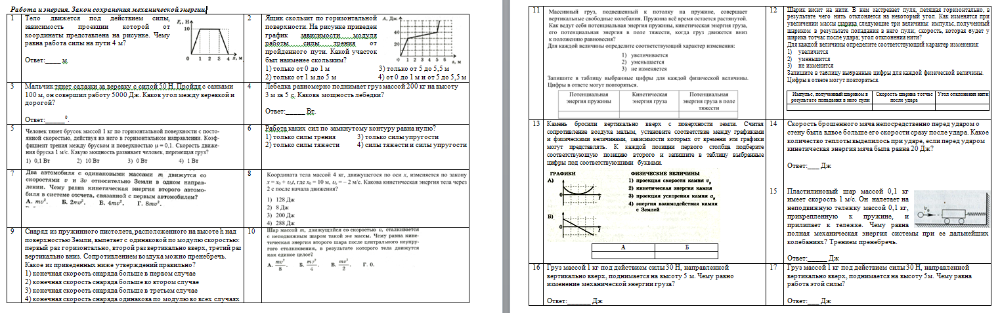 Работа и энергия. Закон сохранения механической энергии
1
Тело движется под действием силы,
зависимость проекции которой от
координаты представлена на рисунке. Чему
равна работа силы на пути 4 м?
Ответ:____ м
10
0 1 2 3 4 x, м
2
Ящик скользит по горизонтальной
поверхности. На рисунке приведен
график зависимости модуля
работы силы трения от
пройденного пути. Какой участок
был наименее скользким?
1) только от 0 до 1 м 3) только от 5 до 5,5 м
2) только от 1 м до 5 м 4) от 0 до 1 м и от 5 до 5,5 м
A, Дж
40
20
0 1 2 3 4 5 6
s, м
3
Мальчик тянет салазки за веревку с силой 50 Н. Пройдя с санками
100 м, он совершил работу 5000 Дж. Каков угол между веревкой и
дорогой?
Ответ:_____0.
4
Лебедка равномерно поднимает груз массой 200 кг на высоту
3 м за 5 с. Какова мощность лебедки?
Ответ:______ Вт.
5
Человек тянет брусок массой 1 кг по горизонтальной поверхности с посто-
янной скоростью, действуя на него в горизонтальном направлении. Коэф-
фициент трения между бруском и поверхностью μ = 0,1. Скорость движе-
ния бруска 1 м/с. Какую мощность развивает человек, перемещая груз?
1) 0,1 Вт 2) 10 Вт 3) 0 Вт 4) 1 Вт
6
Работа каких сил по замкнутому контуру равна нулю?
1) только силы трения 3) только силы упругости
2) только силы тяжести 4) силы тяжести и силы упругости
7
Два автомобиля с одинаковыми массами m движутся со
скоростями v и 3v относительно Земли в одном направ-
лении. Чему равна кинетическая энергия второго автомо-
биля в системе отсчета, связанной с первым автомобилем?
А. mv². Б. 2mv². В. 4mv². Г. 8mv².
8
Координата тела массой 4 кг, движущегося по оси x, изменяется по закону
x = x₀ + υₓt, где x₀ = 10 м, υₓ = – 2 м/с. Какова кинетическая энергия тела через
2 с после начала движения?
1) 128 Дж
2) 8 Дж
3) 200 Дж
4) 288 Дж
9
Снаряд из пружинного пистолета, расположенного на высоте h над
поверхностью Земли, вылетает с одинаковой по модулю скоростью:
первый раз горизонтально, второй раз вертикально вверх, третий раз
вертикально вниз. Сопротивлением воздуха можно пренебречь.
Какое из приведенных ниже утверждений правильно?
1) конечная скорость снаряда больше в первом случае
2) конечная скорость снаряда больше во втором случае
3) конечная скорость снаряда больше в третьем случае
4) конечная скорость снаряда одинакова по модулю во всех случаях
10
Шар массой m, движущийся со скоростью v, сталкивается
с неподвижным шаром такой же массы. Чему равна кине-
тическая энергия второго шара после центрального неупру-
гого столкновения, в результате которого тела движутся
как единое целое?
А. mv²/8. Б. mv²/4. В. mv²/2. Г. 0.
11
Массивный груз, подвешенный к потолку на пружине, совершает
вертикальные свободные колебания. Пружина всё время остается растянутой.
Как ведут себя потенциальная энергия пружины, кинетическая энергия груза,
его потенциальная энергия в поле тяжести, когда груз движется вниз
к положению равновесия?
Для каждой величины определите соответствующий характер изменения:
1) увеличивается
2) уменьшается
3) не изменяется
Запишите в таблицу выбранные цифры для каждой физической величины.
Цифры в ответе могут повторяться.
Потенциальная энергия пружины
Кинетическая энергия груза
Потенциальная энергия груза в поле тяжести
12
Шарик висит на нити. В нем застревает пуля, летящая горизонтально, в
результате чего нить отклоняется на некоторый угол. Как изменятся при
увеличении массы шарика следующие три величины: импульс, полученный
шариком в результате попадания в него пули; скорость, которая будет у
шарика тотчас после удара; угол отклонения нити?
Для каждой величины определите соответствующий характер изменения:
1) увеличится
2) уменьшится
3) не изменится
Запишите в таблицу выбранные цифры для каждой физической величины.
Цифры в ответе могут повторяться.
Импульс, полученный шариком в результате попадания в него пули
Скорость шарика тотчас после удара
Угол отклонения нити
13
Камень бросили вертикально вверх с поверхности земли. Считая
сопротивление воздуха малым, установите соответствие между графиками
и физическими величинами, зависимости которых от времени эти графики
могут представлять. К каждой позиции первого столбца подберите
соответствующую позицию второго и запишите в таблицу выбранные
цифры под соответствующими буквами.
ГРАФИКИ ФИЗИЧЕСКИЕ ВЕЛИЧИНЫ
А)
0 t
Б)
0 t
1) проекция скорости камня vy
2) кинетическая энергия камня
3) проекция ускорения камня ay
4) энергия взаимодействия камня
с Землей
А Б
14
Скорость брошенного мяча непосредственно перед ударом о
стену была вдвое больше его скорости сразу после удара. Какое
количество теплоты выделилось при ударе, если перед ударом
кинетическая энергия мяча была равна 20 Дж?
Ответ:___ Дж
15
Пластилиновый шар массой 0,1 кг
имеет скорость 1 м/с. Он налетает на
неподвижную тележку массой 0,1 кг,
прикрепленную к пружине, и
прилипает к тележке. Чему равна
полная механическая энергия системы при ее дальнейших
колебаниях? Трением пренебречь.
Ответ:_____ Дж
16
Груз массой 1 кг под действием силы 30 Н, направленной
вертикально вверх, поднимается на высоту 5 м. Чему равно
изменение механической энергии груза?
Ответ:______ Дж
17
Груз массой 1 кг под действием силы 30 Н, направленной
вертикально вверх, поднимается на высоту 5м. Чему равна
работа этой силы?
Ответ:___ Дж